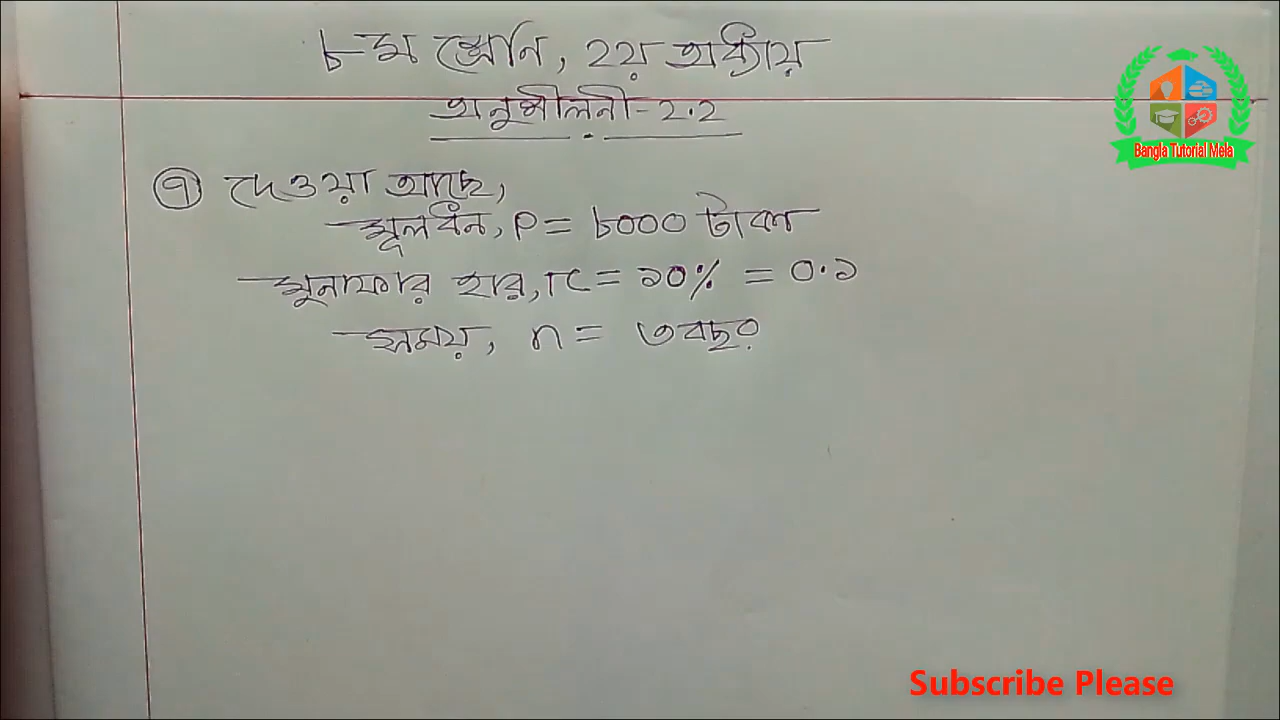 ৮ম শ্রেনি, ২য় অধ্যায়
অনুশীলনী-২.২
৭ দেওয়া আছে,
মূলধন, P = ৮০০০ টাকা
মুনাফার হার, r = ১০% = ০.১
সময়, n = ৩ বছর
Bangla Tutorial Mela
Subscribe Please